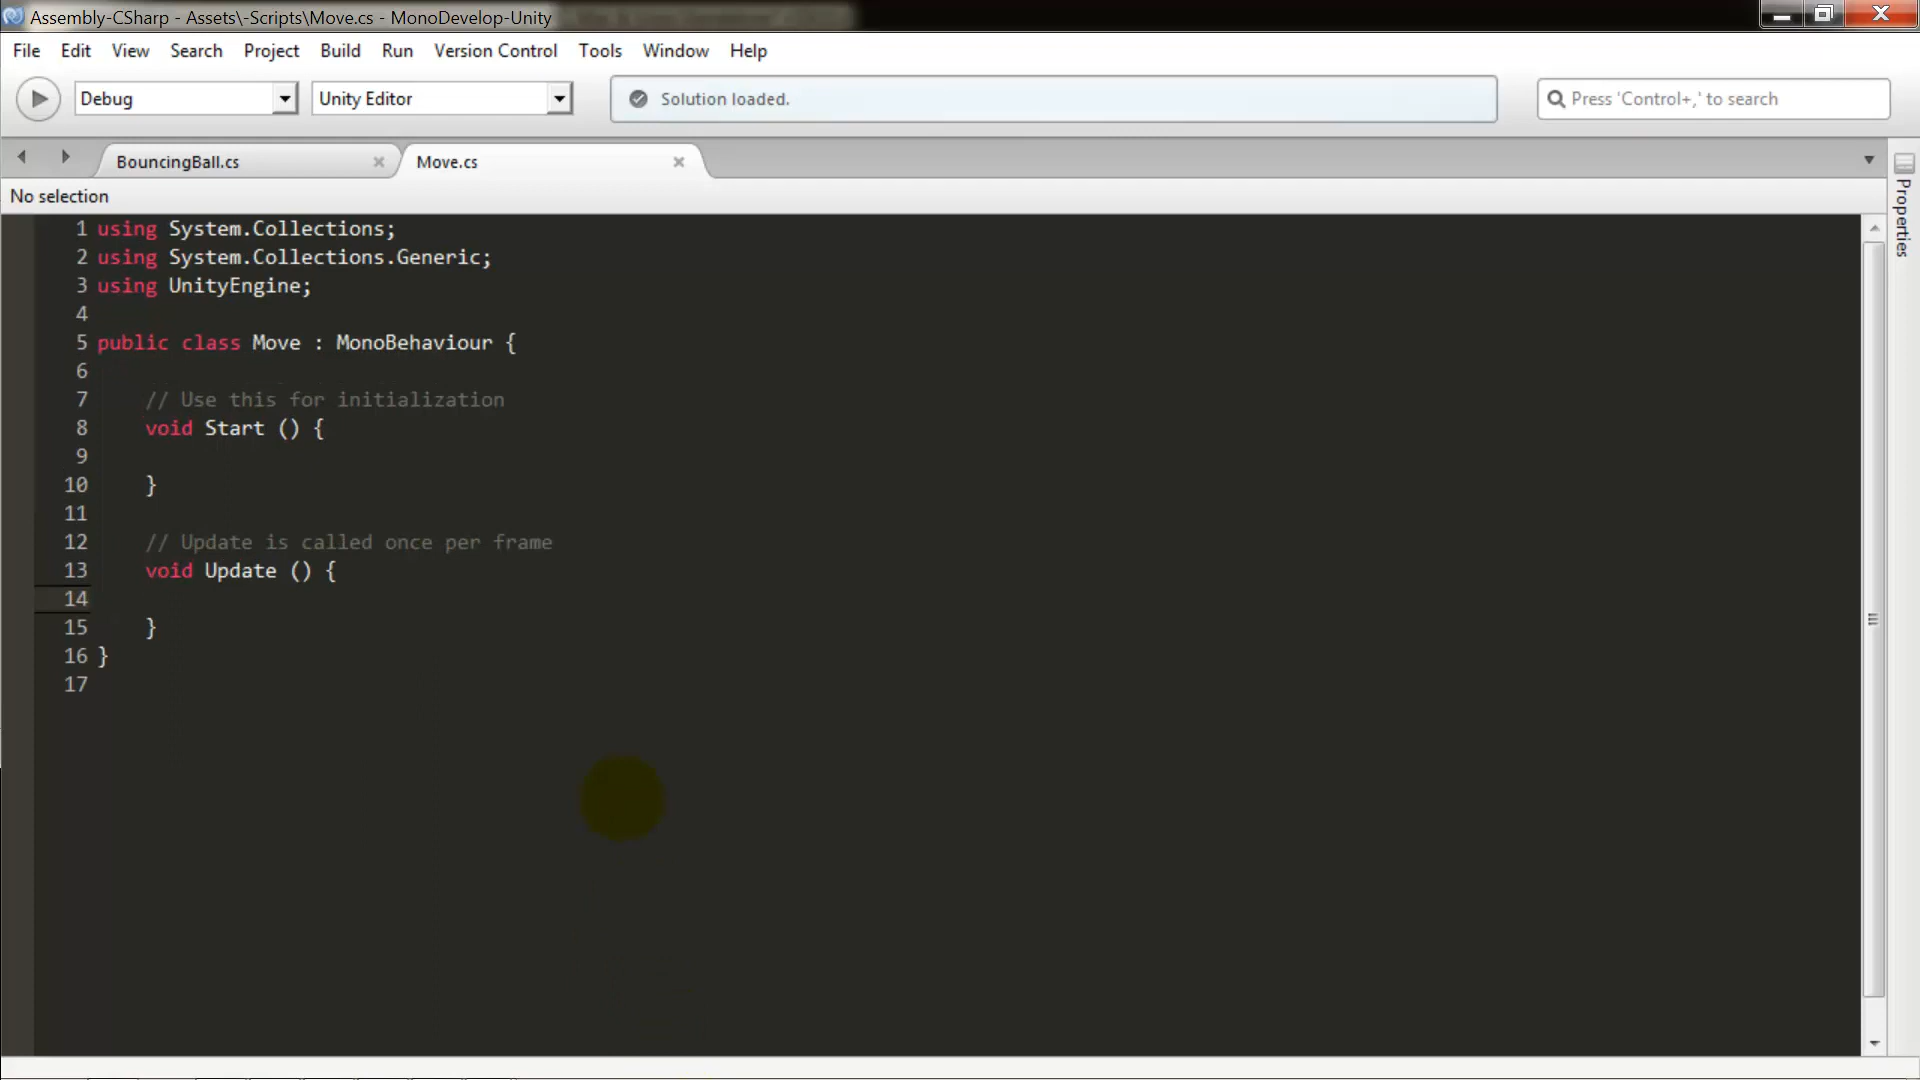 Assembly-CSharp - Assets\-Scripts\Move.cs - MonoDevelop-Unity
File Edit View Search Project Build Run Version Control Tools Window Help
Debug Unity Editor Solution loaded. Press 'Control+,' to search
BouncingBall.cs Move.cs
No selection
Properties
1 using System.Collections;
2 using System.Collections.Generic;
3 using UnityEngine;
4
5 public class Move : MonoBehaviour {
6
7 // Use this for initialization
8 void Start () {
9
10 }
11
12 // Update is called once per frame
13 void Update () {
14
15 }
16 }
17